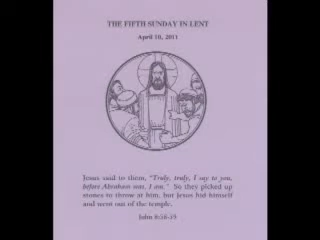 THE FIFTH SUNDAY IN LENT
April 10, 2011
Jesus said to them, "Truly, truly, I say to you,
before Abraham was, I am." So they picked up
stones to throw at him, but Jesus hid himself
and went out of the temple.
John 8:58-59